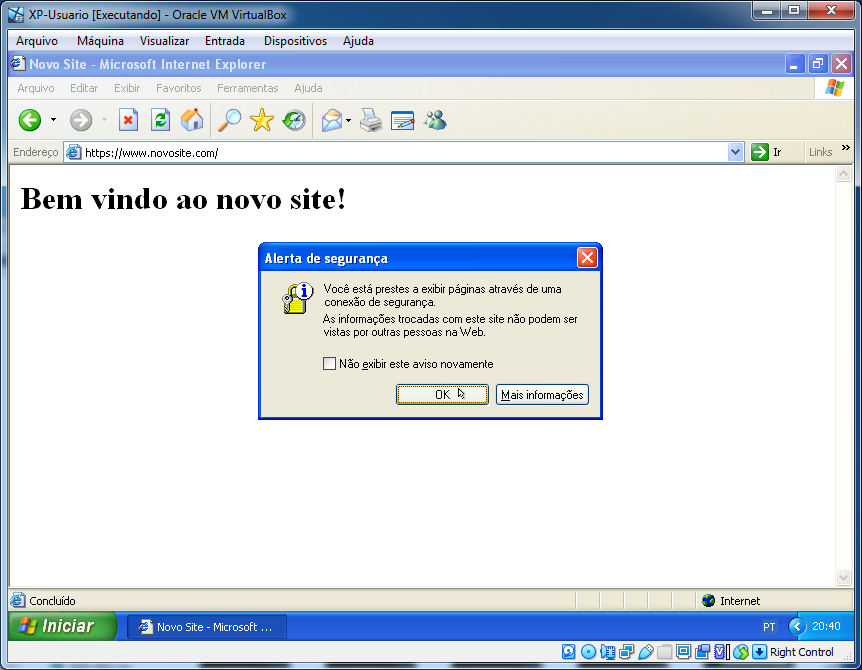 XP-Usuario [Executando] - Oracle VM VirtualBox
Arquivo Máquina Visualizar Entrada Dispositivos Ajuda
Novo Site - Microsoft Internet Explorer
Arquivo Editar Exibir Favoritos Ferramentas Ajuda
Endereço https://www.novosite.com/ Ir Links »
Bem vindo ao novo site!
Alerta de segurança
Você está prestes a exibir páginas através de uma
conexão de segurança.
As informações trocadas com este site não podem ser
vistas por outras pessoas na Web.
Não exibir este aviso novamente
OK Mais informações
Concluído Internet
Iniciar Novo Site - Microsoft ... PT 20:40
Right Control